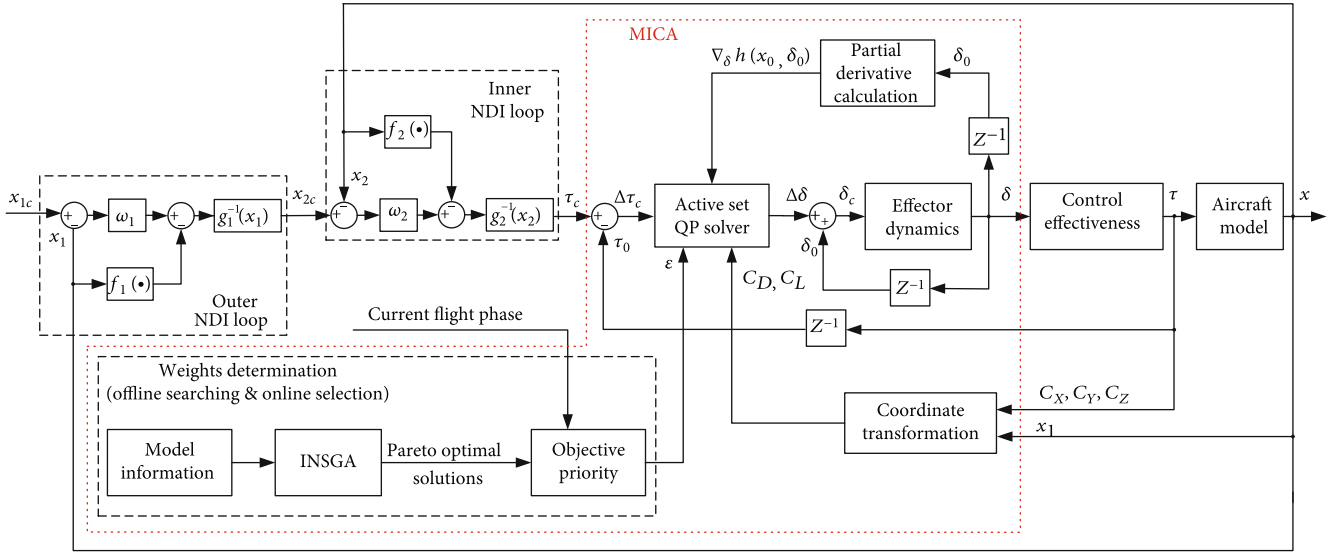 MICA
∇δ h (x0, δ0)
Partial
derivative
calculation
δ0
Inner
NDI loop
f2 (•)
Z−1
x1c
x2c
x2
τc
Δτc
Active set
QP solver
Δδ
δc
Effector
dynamics
δ
Control
effectiveness
τ
Aircraft
model
x
+
−
ω1
+
−
g1−1(x1)
+
−
ω2
+
−
g2−1(x2)
+
−
+
+
x1
τ0
δ0
ε
CD, CL
Z−1
f1 (•)
Outer
NDI loop
Current flight phase
Z−1
Weights determination
(offline searching & online selection)
CX, CY, CZ
Coordinate
transformation
x1
Model
information
INSGA
Pareto optimal
solutions
Objective
priority